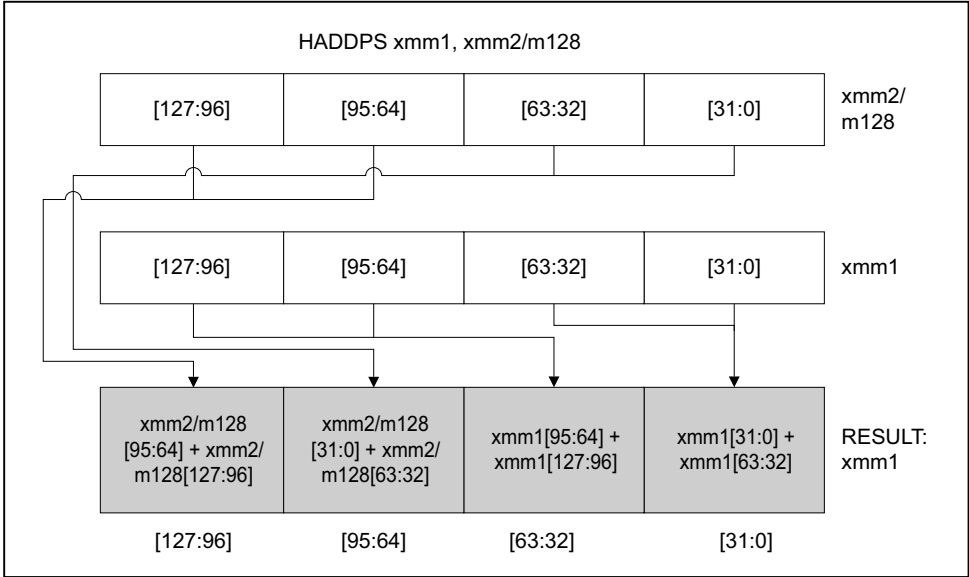 HADDPS xmm1, xmm2/m128
[127:96] [95:64] [63:32] [31:0] xmm2/
m128
[127:96] [95:64] [63:32] [31:0] xmm1
xmm2/m128
[95:64] + xmm2/
m128[127:96]
xmm2/m128
[31:0] + xmm2/
m128[63:32]
xmm1[95:64] +
xmm1[127:96]
xmm1[31:0] +
xmm1[63:32]
RESULT:
xmm1
[127:96] [95:64] [63:32] [31:0]